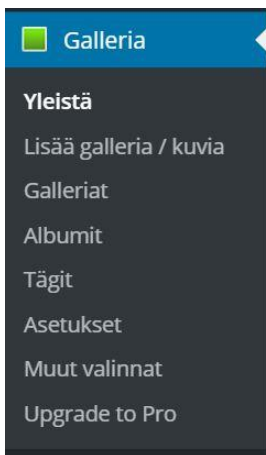 Galleria
Yleistä
Lisää galleria / kuvia
Galleriat
Albumit
Tägit
Asetukset
Muut valinnat
Upgrade to Pro